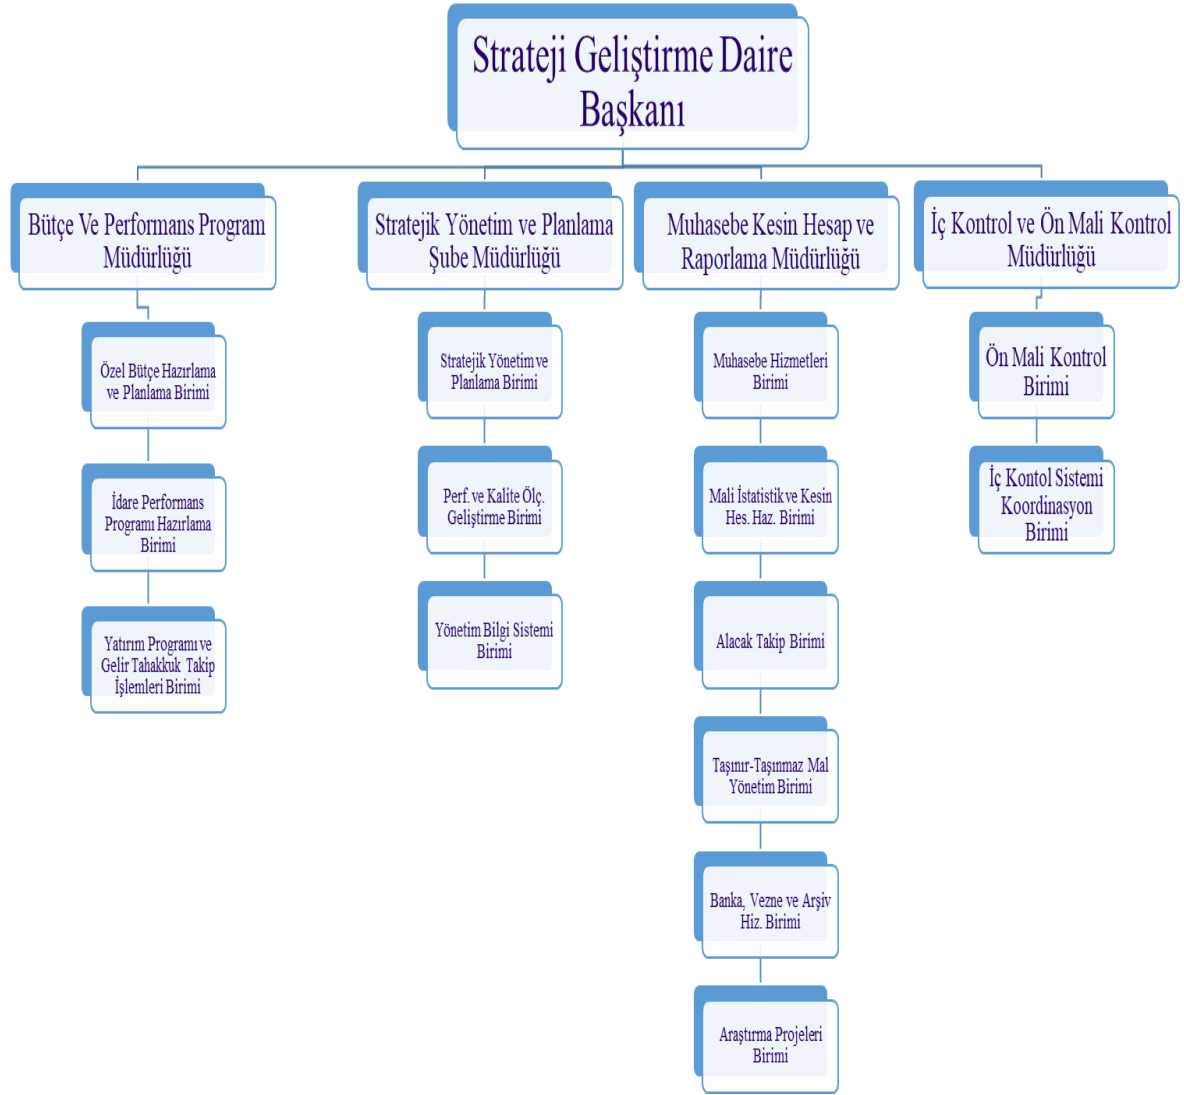 Strateji Geliştirme Daire
Başkanı
Bütçe Ve Performans Program
Müdürlüğü
Özel Bütçe Hazırlama
ve Planlama Birimi
İdare Performans
Programı Hazırlama
Birimi
Yatırım Programı ve
Gelir Tahakkuk Takip
İşlemleri Birimi
Stratejik Yönetim ve Planlama
Şube Müdürlüğü
Stratejik Yönetim ve
Planlama Birimi
Perf. ve Kalite Ölç.
Geliştirme Birimi
Yönetim Bilgi Sistemi
Birimi
Muhasebe Kesin Hesap ve
Raporlama Müdürlüğü
Muhasebe Hizmetleri
Birimi
Mali İstatistik ve Kesin
Hes. Haz. Birimi
Alacak Takip Birimi
Taşınır-Taşınmaz Mal
Yönetim Birimi
Banka, Vezne ve Arşiv
Hiz. Birimi
Araştırma Projeleri
Birimi
İç Kontrol ve Ön Mali Kontrol
Müdürlüğü
Ön Mali Kontrol
Birimi
İç Kontol Sistemi
Koordinasyon
Birimi